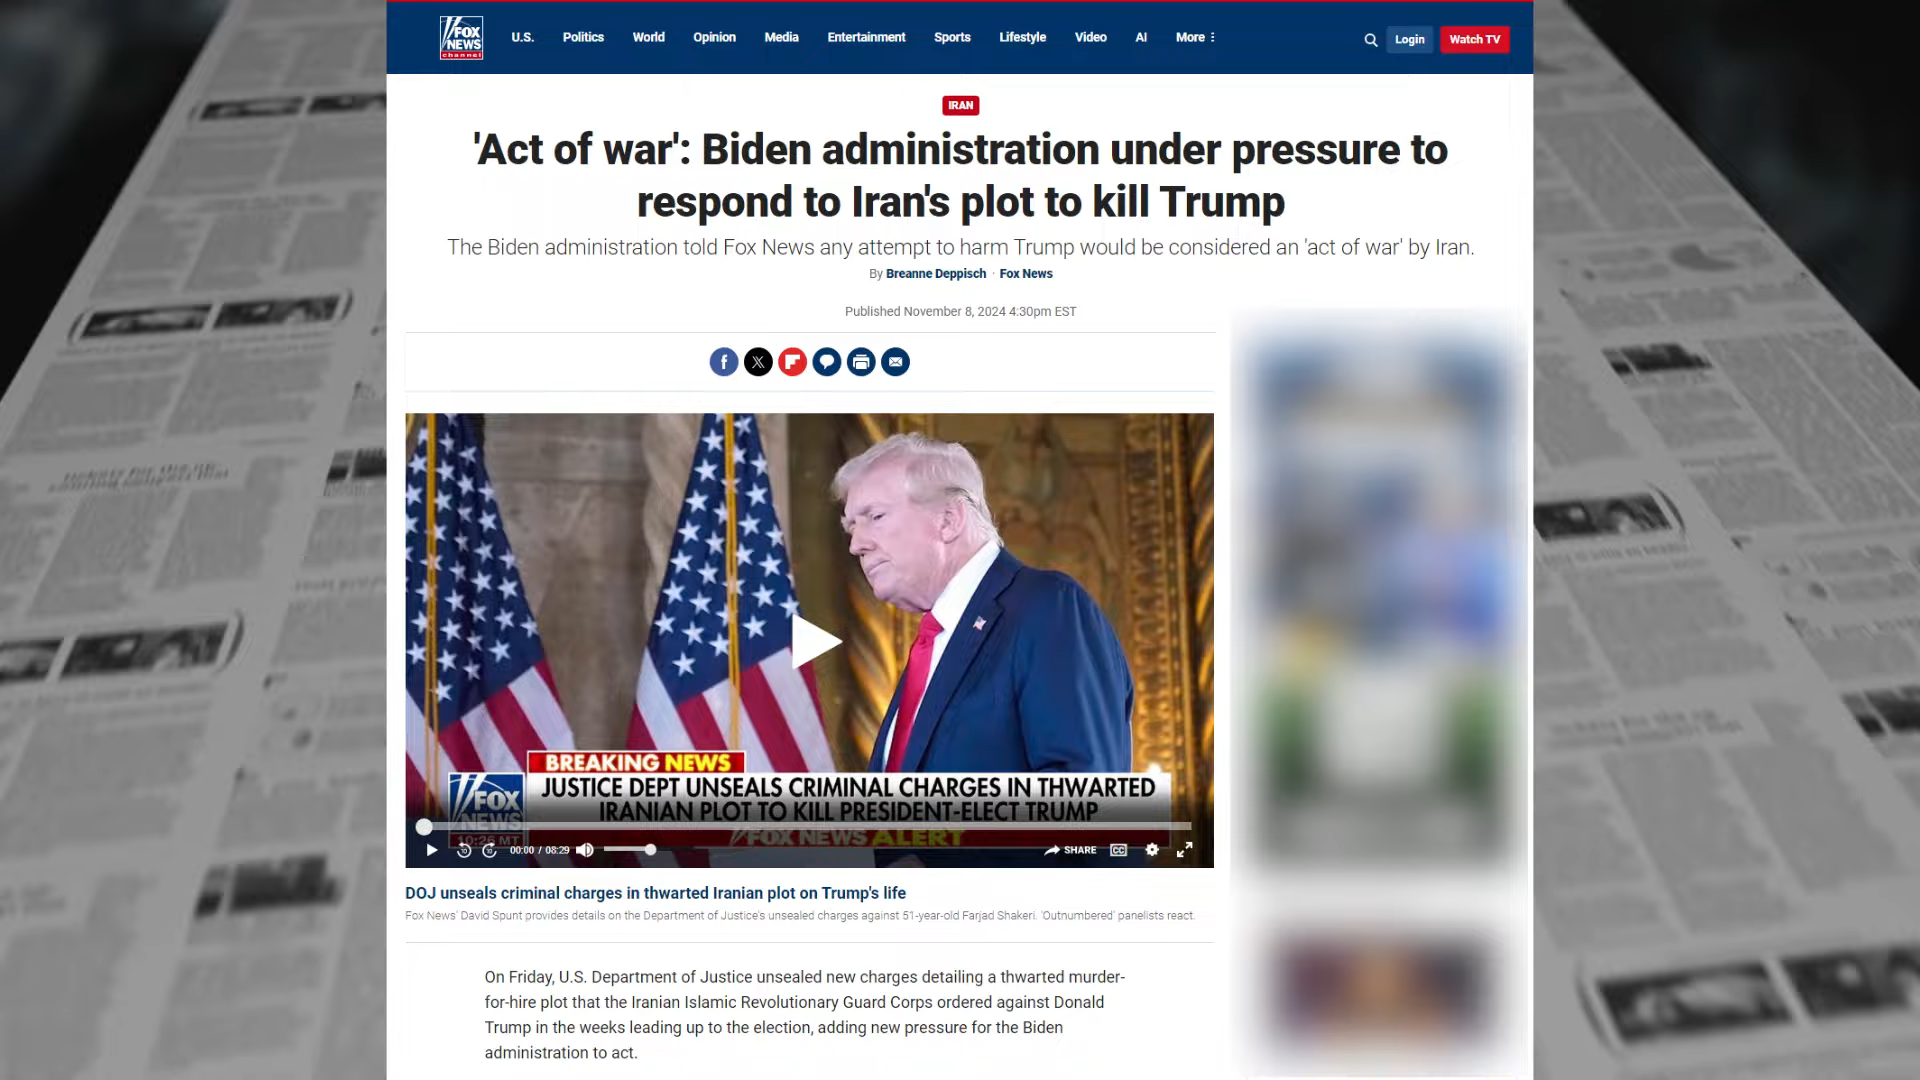 FOX
NEWS
channel
U.S. Politics World Opinion Media Entertainment Sports Lifestyle Video AI More
Login
Watch TV
IRAN
'Act of war': Biden administration under pressure to
respond to Iran's plot to kill Trump
The Biden administration told Fox News any attempt to harm Trump would be considered an 'act of war' by Iran.
By Breanne Deppisch · Fox News
Published November 8, 2024 4:30pm EST
BREAKING NEWS
JUSTICE DEPT UNSEALS CRIMINAL CHARGES IN THWARTED
IRANIAN PLOT TO KILL PRESIDENT-ELECT TRUMP
FOX
NEWS
10:26 MT
FOX NEWS ALERT
10
10
00:00 / 08:29
SHARE
CC
DOJ unseals criminal charges in thwarted Iranian plot on Trump's life
Fox News' David Spunt provides details on the Department of Justice's unsealed charges against 51-year-old Farjad Shakeri. 'Outnumbered' panelists react.
On Friday, U.S. Department of Justice unsealed new charges detailing a thwarted murder-
for-hire plot that the Iranian Islamic Revolutionary Guard Corps ordered against Donald
Trump in the weeks leading up to the election, adding new pressure for the Biden
administration to act.